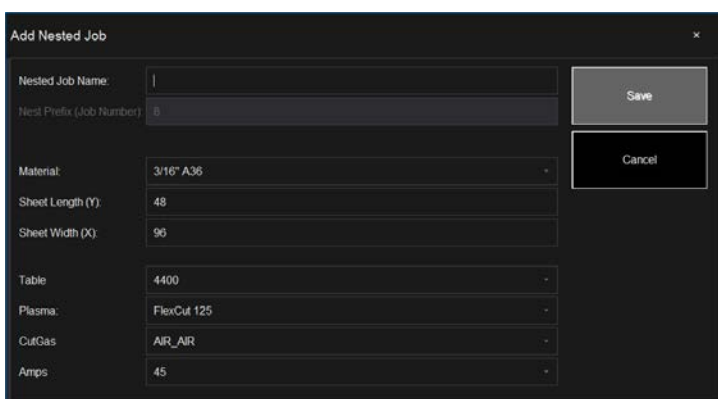 Add Nested Job ×
Nested Job Name:
Save
Nest Prefix (Job Number): 8
Cancel
Material: 3/16" A36
Sheet Length (Y): 48
Sheet Width (X): 96
Table 4400
Plasma: FlexCut 125
CutGas AIR_AIR
Amps 45